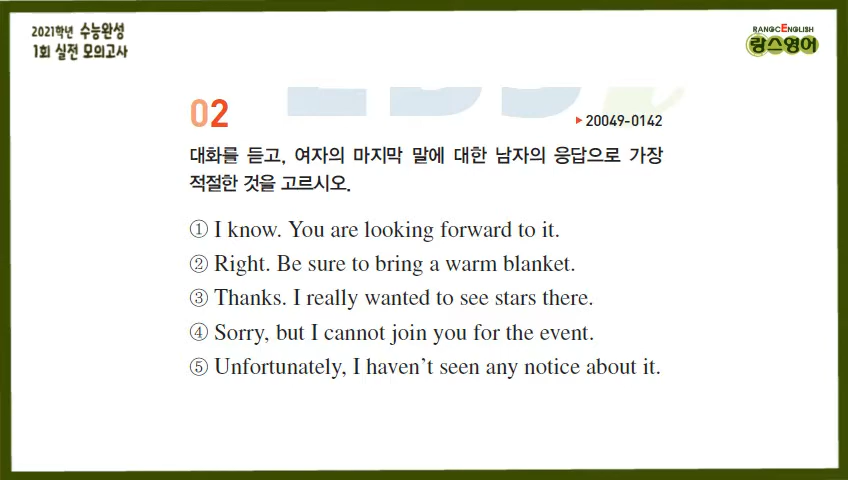 2021학년 수능완성
1회 실전 모의고사
RANGCENGLISH
랑스영어
02
▶20049-0142
대화를 듣고, 여자의 마지막 말에 대한 남자의 응답으로 가장
적절한 것을 고르시오.
① I know. You are looking forward to it.
② Right. Be sure to bring a warm blanket.
③ Thanks. I really wanted to see stars there.
④ Sorry, but I cannot join you for the event.
⑤ Unfortunately, I haven't seen any notice about it.